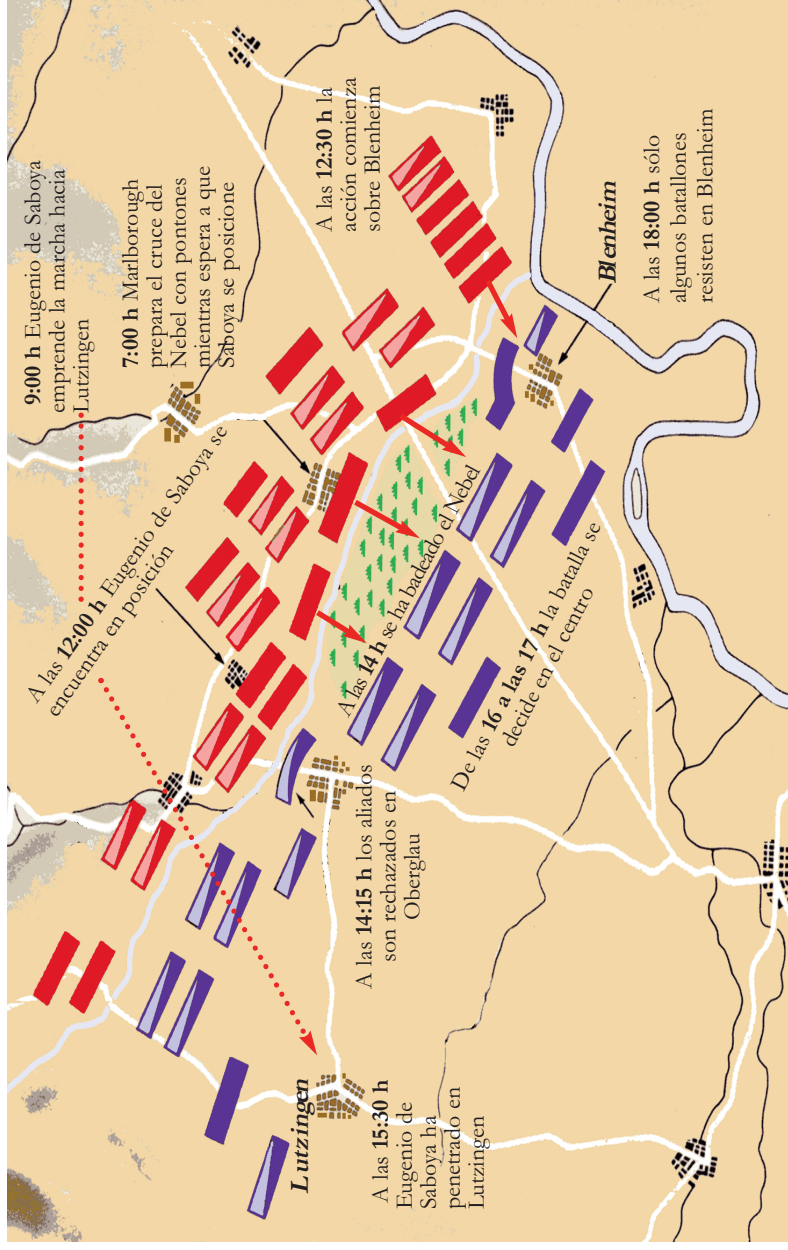 9:00 h Eugenio de Saboya
emprende la marcha hacia
Lutzingen
7:00 h Marlborough
prepara el cruce del
Nebel con pontones
mientras espera a que
Saboya se posicione
A las 12:00 h Eugenio de Saboya se
encuentra en posición
A las 12:30 h la
acción comienza
sobre Blenheim
A las 14 h se ha badeado el Nebel
A las 14:15 h los aliados
son rechazados en
Oberglau
Lutzingen
A las 15:30 h
Eugenio de
Saboya ha
penetrado en
Lutzingen
De las 16 a las 17 h la batalla se
decide en el centro
Blenheim
A las 18:00 h sólo
algunos batallones
resisten en Blenheim